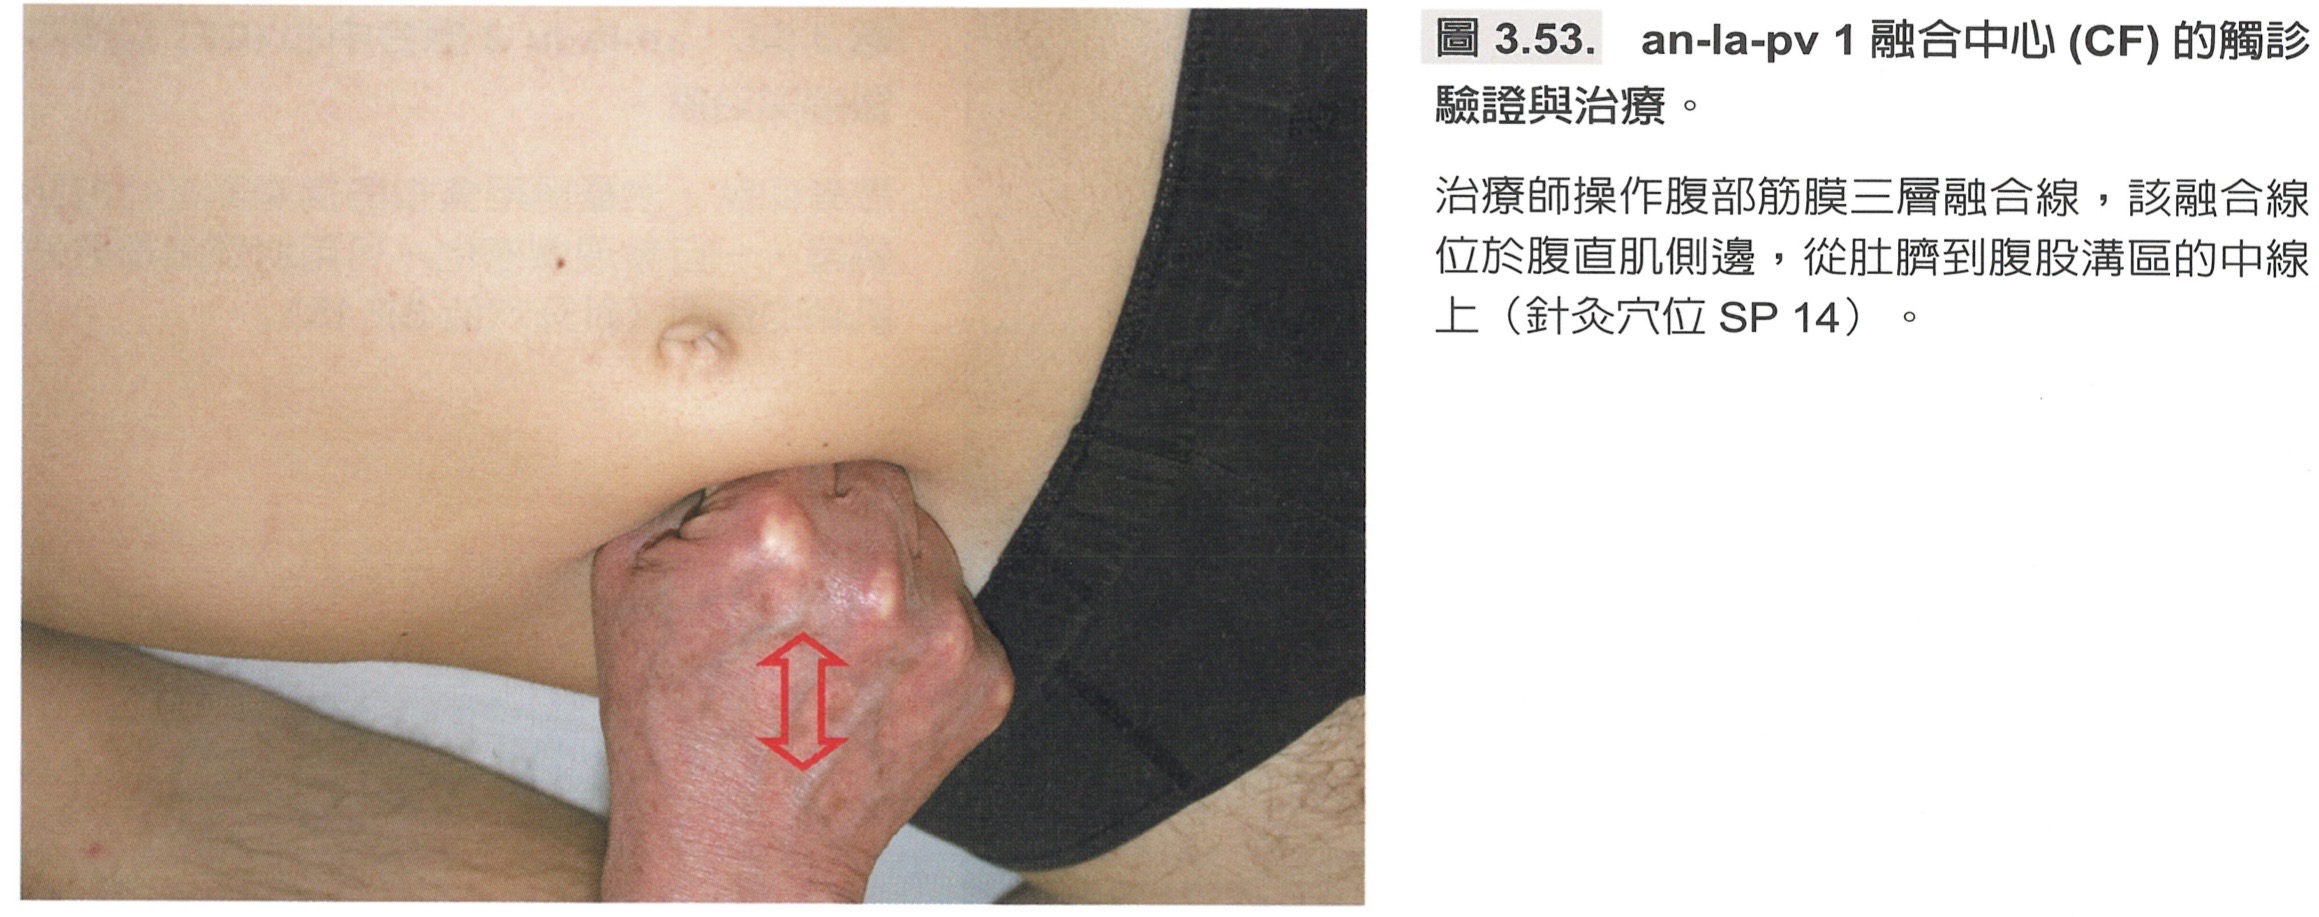 圖 3.53. an-la-pv 1 融合中心 (CF) 的觸診
驗證與治療。
治療師操作腹部筋膜三層融合線，該融合線
位於腹直肌側邊，從肚臍到腹股溝區的中線
上（針灸穴位 SP 14）。